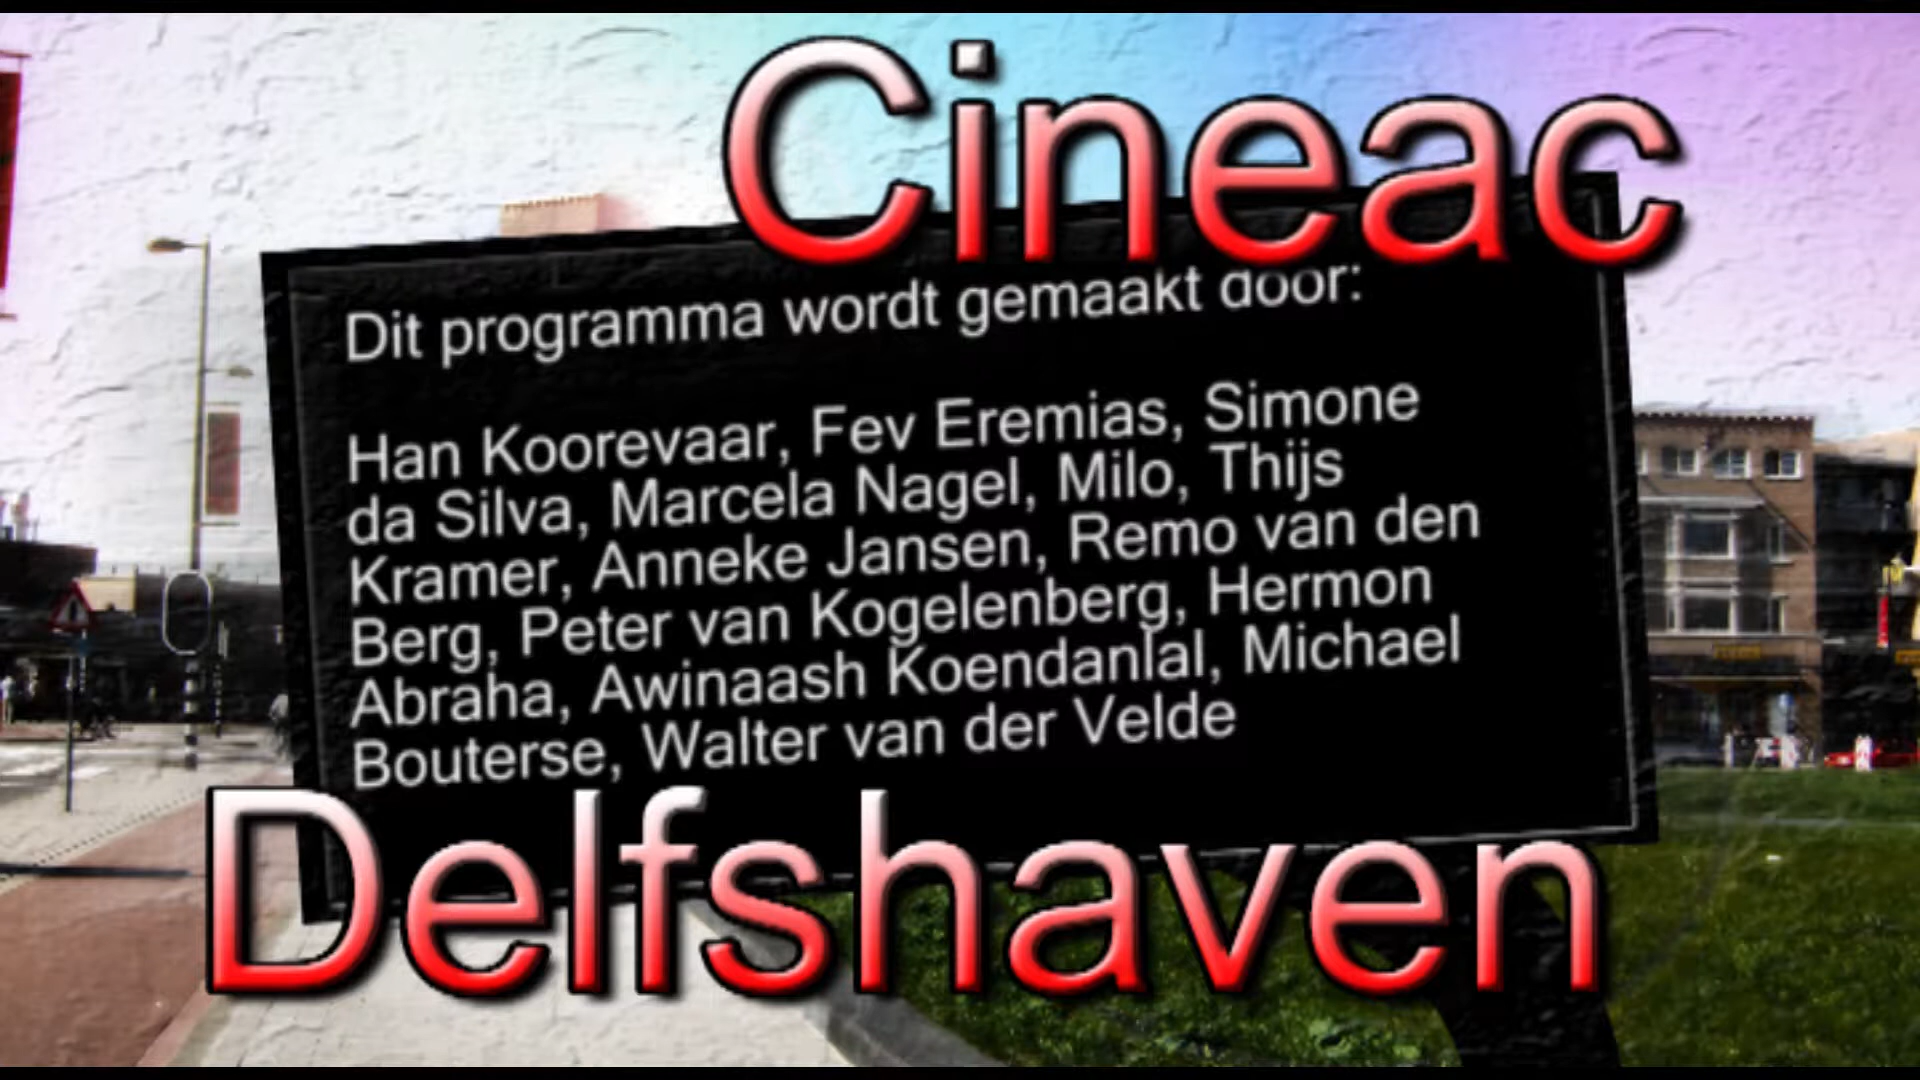 Cineac
Dit programma wordt gemaakt door:
Han Koorevaar, Fev Eremias, Simone
da Silva, Marcela Nagel, Milo, Thijs
Kramer, Anneke Jansen, Remo van den
Berg, Peter van Kogelenberg, Hermon
Abraha, Awinaash Koendanlal, Michael
Bouterse, Walter van der Velde
Delfshaven